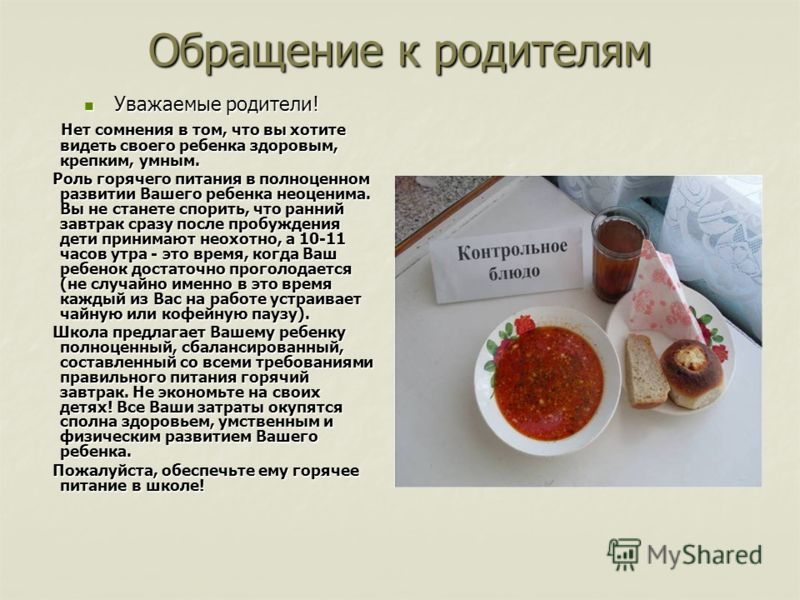 Обращение к родителям
Уважаемые родители!
Нет сомнения в том, что вы хотите
видеть своего ребенка здоровым,
крепким, умным.
Роль горячего питания в полноценном
развитии Вашего ребенка неоценима.
Вы не станете спорить, что ранний
завтрак сразу после пробуждения
дети принимают неохотно, а 10-11
часов утра - это время, когда Ваш
ребенок достаточно проголодается
(не случайно именно в это время
каждый из Вас на работе устраивает
чайную или кофейную паузу).
Школа предлагает Вашему ребенку
полноценный, сбалансированный,
составленный со всеми требованиями
правильного питания горячий
завтрак. Не экономьте на своих
детях! Все Ваши затраты окупятся
сполна здоровьем, умственным и
физическим развитием Вашего
ребенка.
Пожалуйста, обеспечьте ему горячее
питание в школе!
Контрольное
блюдо
MyShared